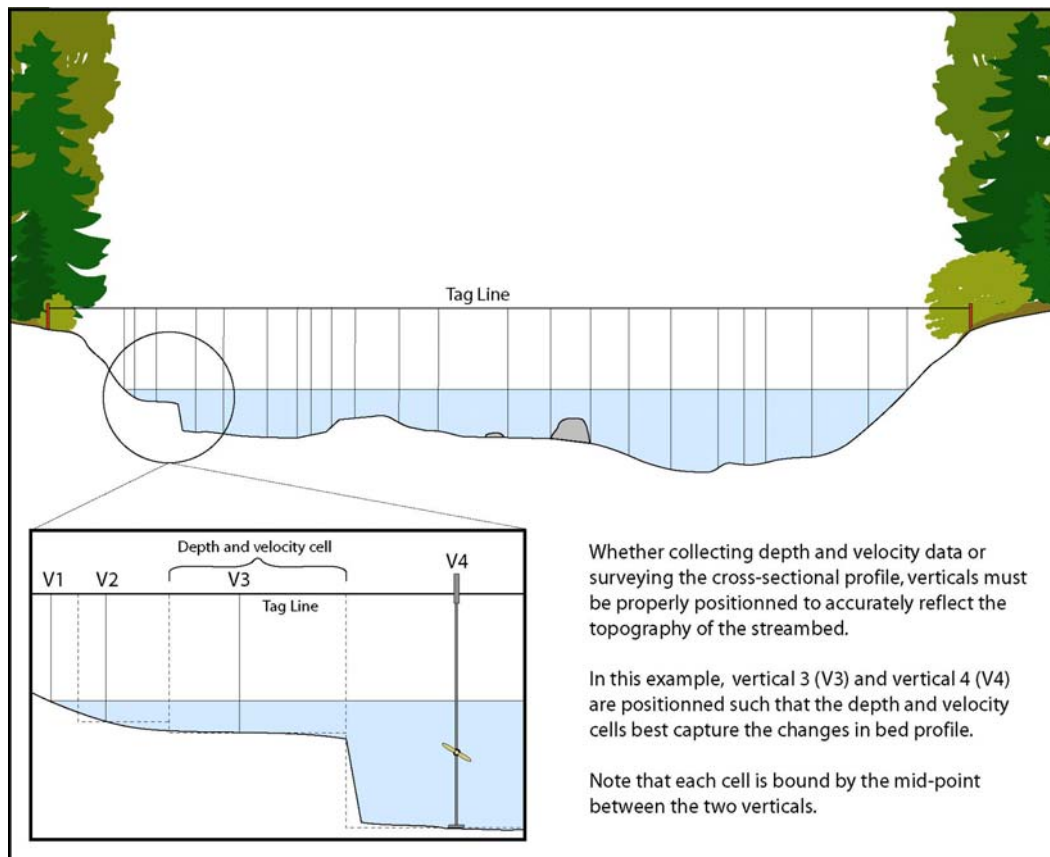 Tag Line
Depth and velocity cell
V1 V2 V3 V4
Tag Line
Whether collecting depth and velocity data or
surveying the cross-sectional profile, verticals must
be properly positionned to accurately reflect the
topography of the streambed.
In this example, vertical 3 (V3) and vertical 4 (V4)
are positionned such that the depth and velocity
cells best capture the changes in bed profile.
Note that each cell is bound by the mid-point
between the two verticals.